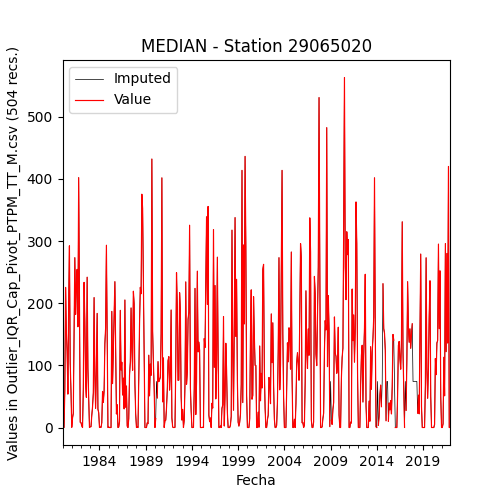 MEDIAN - Station 29065020
Imputed
Value
Values in Outlier_IQR_Cap_Pivot_PTPM_TT_M.csv (504 recs.)
500
400
300
200
100
0
1984 1989 1994 1999 2004 2009 2014 2019
Fecha